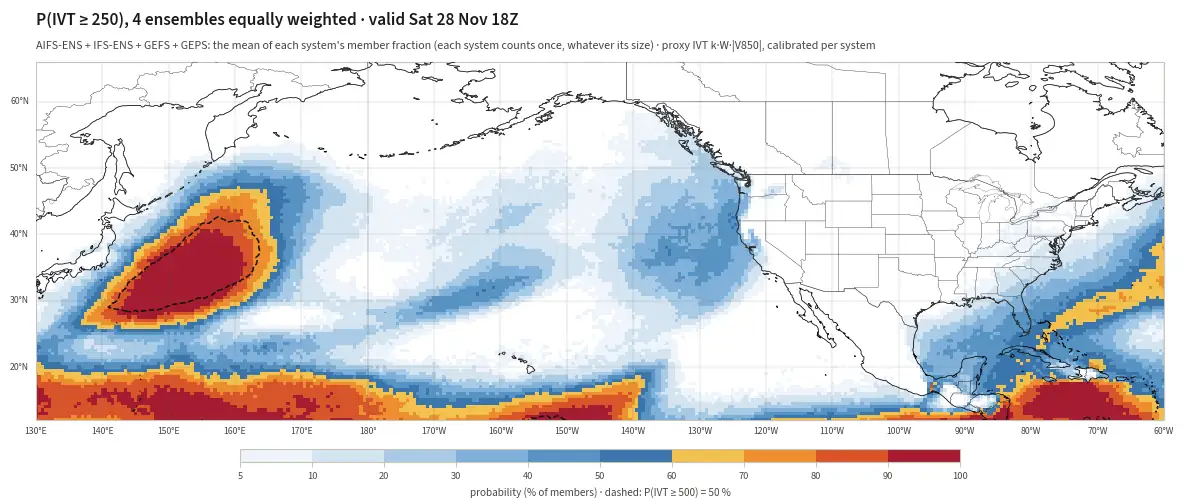 P(IVT ≥ 250), 4 ensembles equally weighted · valid Sat 28 Nov 18Z
AIFS-ENS + IFS-ENS + GEFS + GEPS: the mean of each system's member fraction (each system counts once, whatever its size) · proxy IVT k·W·|V850|, calibrated per system
60°N
50°N
40°N
30°N
20°N
130°E 140°E 150°E 160°E 170°E 180° 170°W 160°W 150°W 140°W 130°W 120°W 110°W 100°W 90°W 80°W 70°W 60°W
5 10 20 30 40 50 60 70 80 90 100
probability (% of members) · dashed: P(IVT ≥ 500) = 50 %